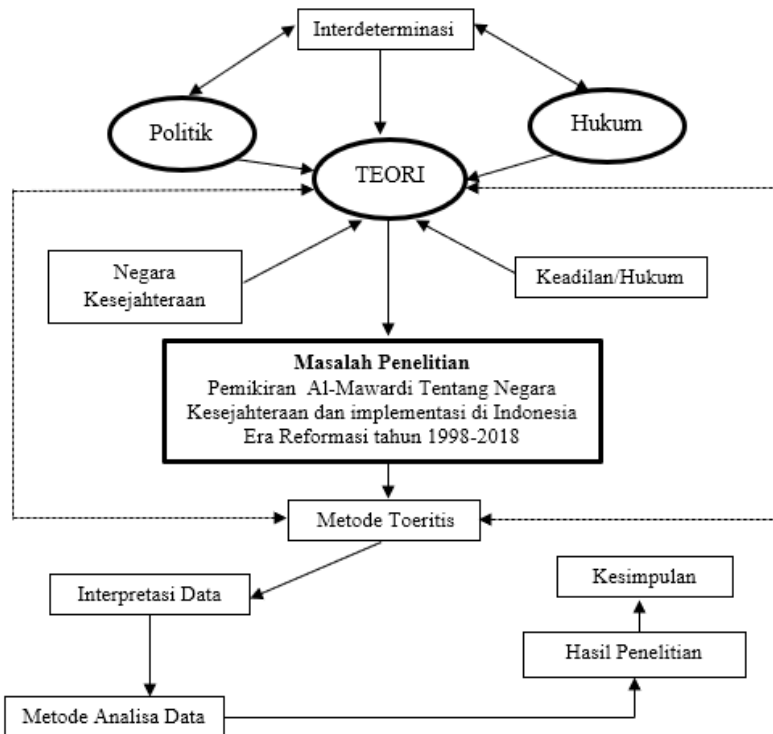 Interdeterminasi
Politik
Hukum
TEORI
Negara
Kesejahteraan
Keadilan/Hukum
Masalah Penelitian
Pemikiran Al-Mawardi Tentang Negara
Kesejahteraan dan implementasi di Indonesia
Era Reformasi tahun 1998-2018
Metode Toeritis
Interpretasi Data
Kesimpulan
Hasil Penelitian
Metode Analisa Data